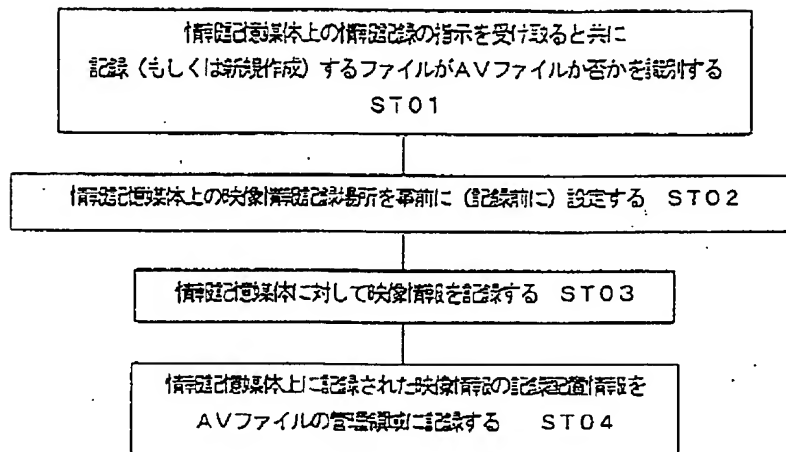 情報記憶媒体上の情報記録の指示を受け取ると共に
記録(もしくは新規作成)するファイルがAVファイルか否かを識別する
ST01
情報記憶媒体上の映像情報記録場所を事前に(記録前に)設定する ST02
情報記憶媒体に対して映像情報を記録する ST03
情報記憶媒体上に記録された映像情報の記録配置情報を
AVファイルの管理領域に記録する ST04